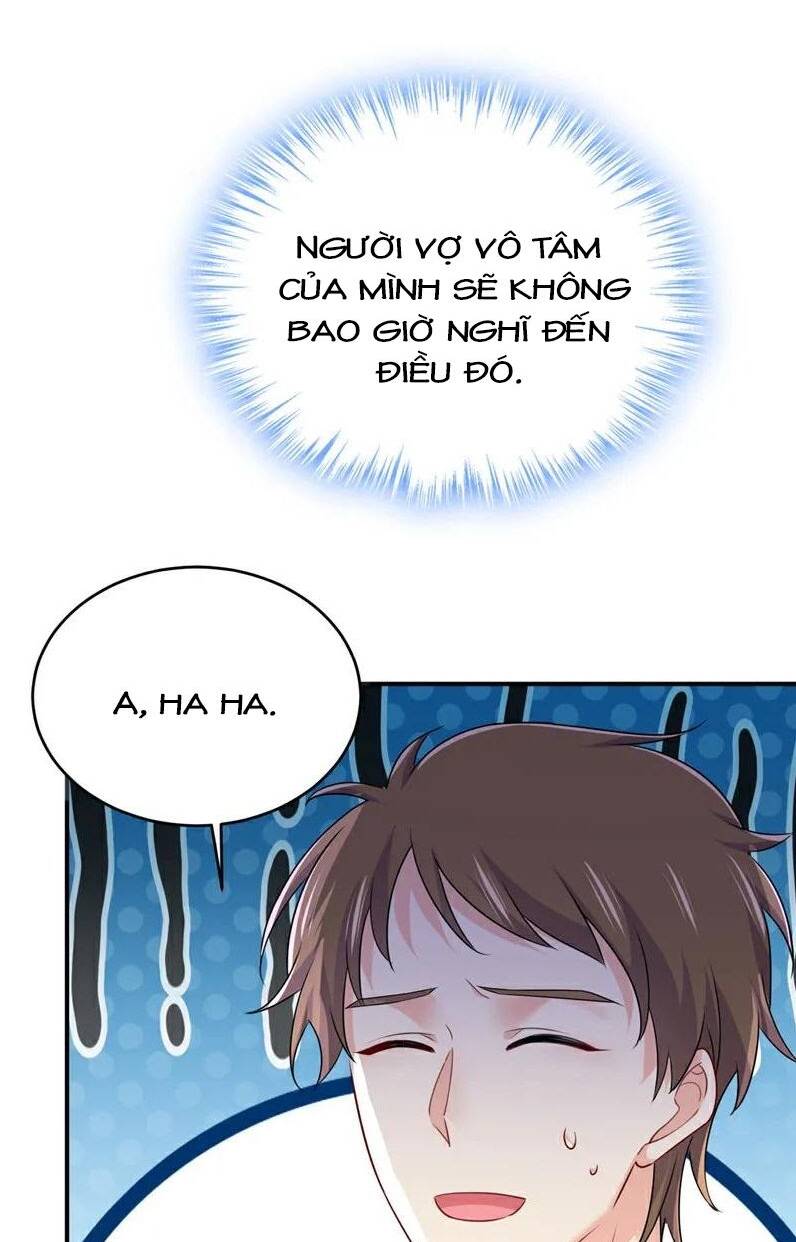 NGƯỜI VỢ VÔ TÂM
CỦA MÌNH SẼ KHÔNG
BAO GIỜ NGHĨ ĐẾN
ĐIỀU ĐÓ.
A, HA HA.